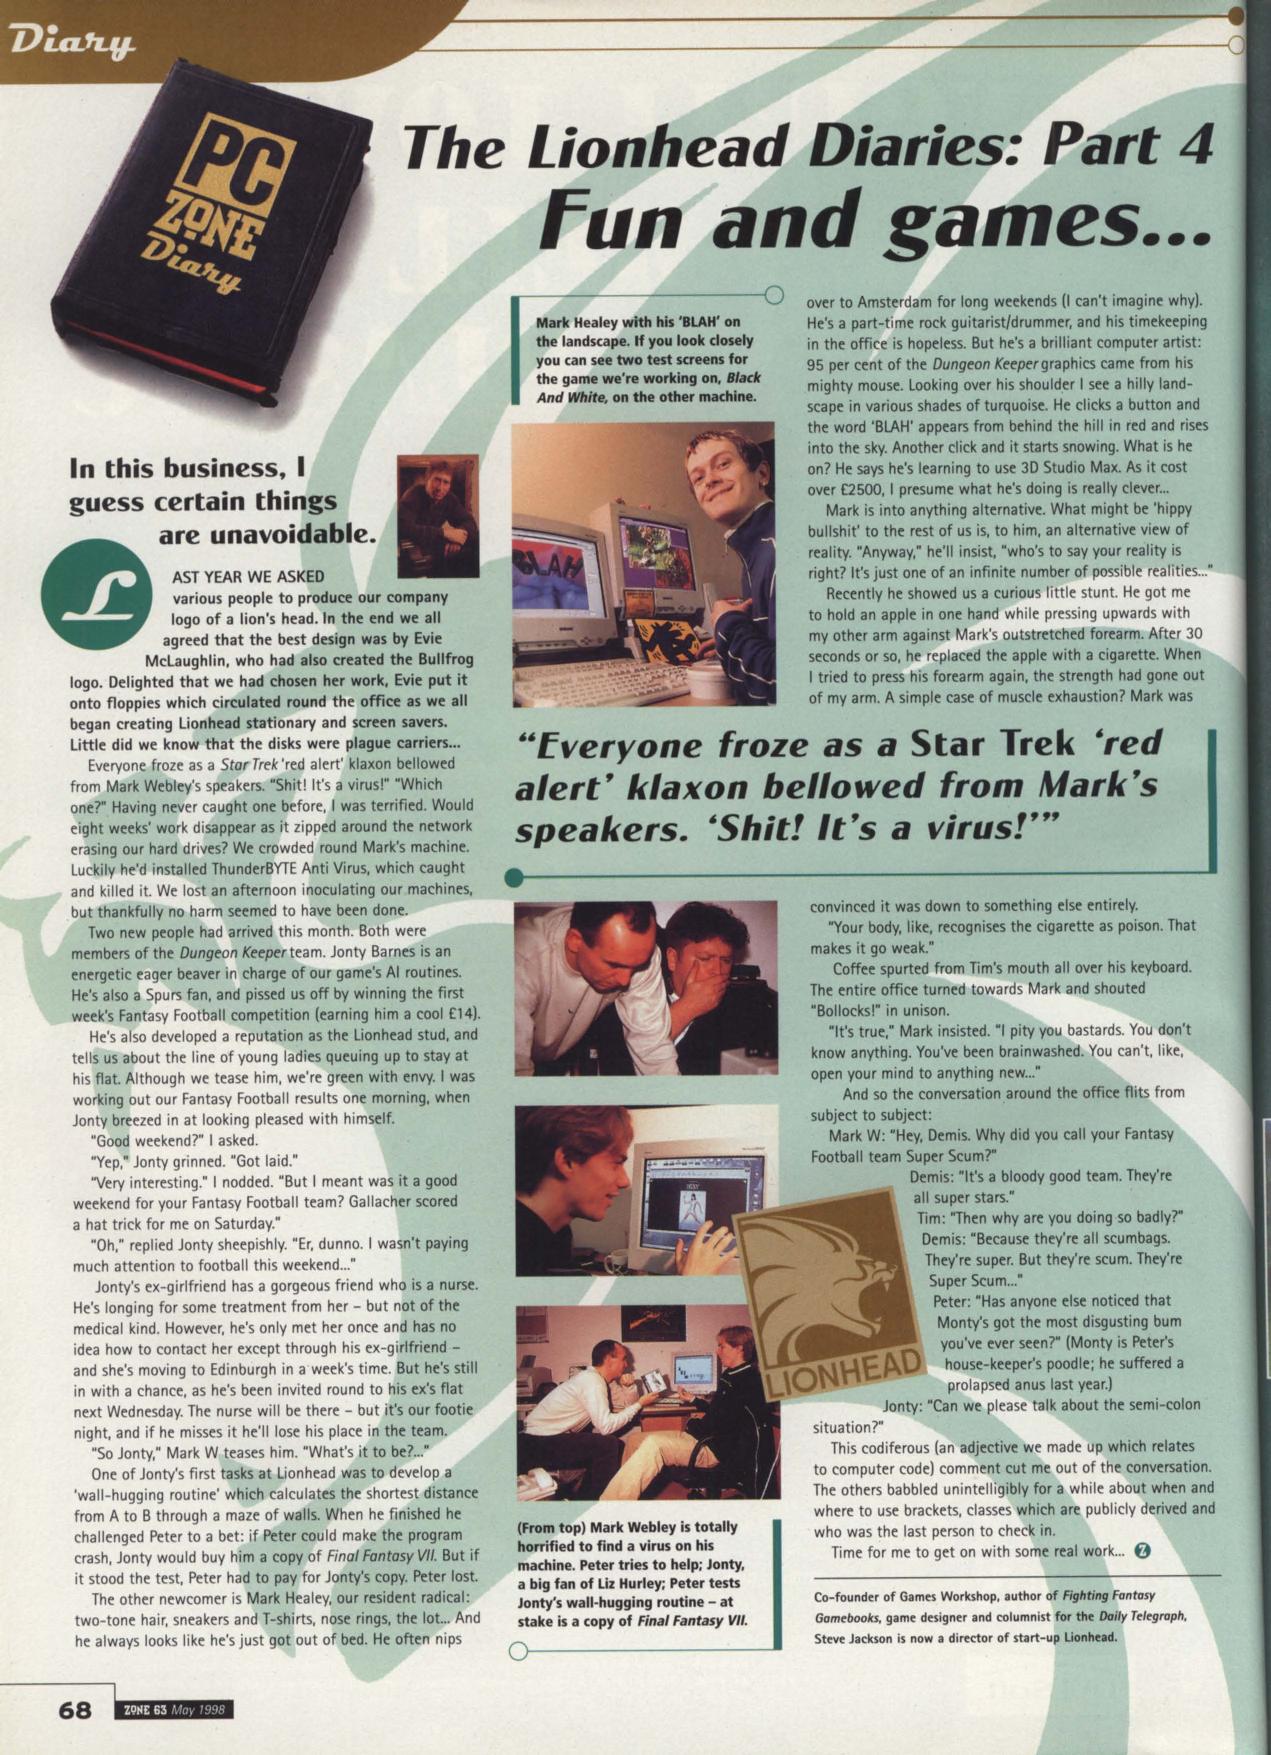 Diary
PC
ZONE
Diary
The Lionhead Diaries: Part 4
Fun and games...
In this business, I
guess certain things
are unavoidable.
LAST YEAR WE ASKED
various people to produce our company
logo of a lion's head. In the end we all
agreed that the best design was by Evie
McLaughlin, who had also created the Bullfrog
logo. Delighted that we had chosen her work, Evie put it
onto floppies which circulated round the office as we all
began creating Lionhead stationary and screen savers.
Little did we know that the disks were plague carriers...
Everyone froze as a Star Trek 'red alert' klaxon bellowed
from Mark Webley's speakers. "Shit! It's a virus!" "Which
one?" Having never caught one before, I was terrified. Would
eight weeks' work disappear as it zipped around the network
erasing our hard drives? We crowded round Mark's machine.
Luckily he'd installed ThunderBYTE Anti Virus, which caught
and killed it. We lost an afternoon inoculating our machines,
but thankfully no harm seemed to have been done.
Two new people had arrived this month. Both were
members of the Dungeon Keeper team. Jonty Barnes is an
energetic eager beaver in charge of our game's AI routines.
He's also a Spurs fan, and pissed us off by winning the first
week's Fantasy Football competition (earning him a cool £14).
He's also developed a reputation as the Lionhead stud, and
tells us about the line of young ladies queuing up to stay at
his flat. Although we tease him, we're green with envy. I was
working out our Fantasy Football results one morning, when
Jonty breezed in at looking pleased with himself.
"Good weekend?" I asked.
"Yep," Jonty grinned. "Got laid."
"Very interesting." I nodded. "But I meant was it a good
weekend for your Fantasy Football team? Gallacher scored
a hat trick for me on Saturday."
"Oh," replied Jonty sheepishly. "Er, dunno. I wasn't paying
much attention to football this weekend..."
Jonty's ex-girlfriend has a gorgeous friend who is a nurse.
He's longing for some treatment from her – but not of the
medical kind. However, he's only met her once and has no
idea how to contact her except through his ex-girlfriend –
and she's moving to Edinburgh in a week's time. But he's still
in with a chance, as he's been invited round to his ex's flat
next Wednesday. The nurse will be there – but it's our footie
night, and if he misses it he'll lose his place in the team.
"So Jonty," Mark W teases him. "What's it to be?..."
One of Jonty's first tasks at Lionhead was to develop a
'wall-hugging routine' which calculates the shortest distance
from A to B through a maze of walls. When he finished he
challenged Peter to a bet: if Peter could make the program
crash, Jonty would buy him a copy of Final Fantasy VII. But if
it stood the test, Peter had to pay for Jonty's copy. Peter lost.
The other newcomer is Mark Healey, our resident radical:
two-tone hair, sneakers and T-shirts, nose rings, the lot... And
he always looks like he's just got out of bed. He often nips
Mark Healey with his 'BLAH' on
the landscape. If you look closely
you can see two test screens for
the game we're working on, Black
And White, on the other machine.
BLAH
over to Amsterdam for long weekends (I can't imagine why).
He's a part-time rock guitarist/drummer, and his timekeeping
in the office is hopeless. But he's a brilliant computer artist:
95 per cent of the Dungeon Keeper graphics came from his
mighty mouse. Looking over his shoulder I see a hilly land-
scape in various shades of turquoise. He clicks a button and
the word 'BLAH' appears from behind the hill in red and rises
into the sky. Another click and it starts snowing. What is he
on? He says he's learning to use 3D Studio Max. As it cost
over £2500, I presume what he's doing is really clever...
Mark is into anything alternative. What might be 'hippy
bullshit' to the rest of us is, to him, an alternative view of
reality. "Anyway," he'll insist, "who's to say your reality is
right? It's just one of an infinite number of possible realities..."
Recently he showed us a curious little stunt. He got me
to hold an apple in one hand while pressing upwards with
my other arm against Mark's outstretched forearm. After 30
seconds or so, he replaced the apple with a cigarette. When
I tried to press his forearm again, the strength had gone out
of my arm. A simple case of muscle exhaustion? Mark was
"Everyone froze as a Star Trek 'red
alert' klaxon bellowed from Mark's
speakers. 'Shit! It's a virus!'"
convinced it was down to something else entirely.
"Your body, like, recognises the cigarette as poison. That
makes it go weak."
Coffee spurted from Tim's mouth all over his keyboard.
The entire office turned towards Mark and shouted
"Bollocks!" in unison.
"It's true," Mark insisted. "I pity you bastards. You don't
know anything. You've been brainwashed. You can't, like,
open your mind to anything new..."
And so the conversation around the office flits from
subject to subject:
Mark W: "Hey, Demis. Why did you call your Fantasy
Football team Super Scum?"
Demis: "It's a bloody good team. They're
all super stars."
Tim: "Then why are you doing so badly?"
Demis: "Because they're all scumbags.
They're super. But they're scum. They're
Super Scum..."
Peter: "Has anyone else noticed that
Monty's got the most disgusting bum
you've ever seen?" (Monty is Peter's
house-keeper's poodle; he suffered a
prolapsed anus last year.)
Jonty: "Can we please talk about the semi-colon
situation?"
This codiferous (an adjective we made up which relates
to computer code) comment cut me out of the conversation.
The others babbled unintelligibly for a while about when and
where to use brackets, classes which are publicly derived and
who was the last person to check in.
Time for me to get on with some real work... Z
LIONHEAD
(From top) Mark Webley is totally
horrified to find a virus on his
machine. Peter tries to help; Jonty,
a big fan of Liz Hurley; Peter tests
Jonty's wall-hugging routine – at
stake is a copy of Final Fantasy VII.
Co-founder of Games Workshop, author of Fighting Fantasy
Gamebooks, game designer and columnist for the Daily Telegraph,
Steve Jackson is now a director of start-up Lionhead.
68 ZONE 63 May 1998